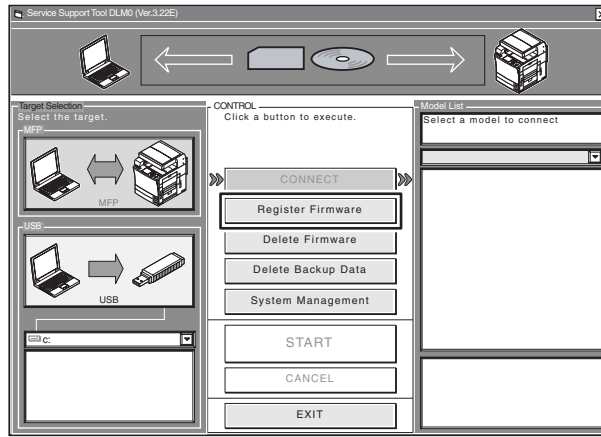 Service Support Tool DLM0 (Ver.3.22E)
Target Selection
Select the target.
MFP
MFP
USB
USB
c:
CONTROL
Click a button to execute.
CONNECT
Register Firmware
Delete Firmware
Delete Backup Data
System Management
START
CANCEL
EXIT
Model List
Select a model to connect